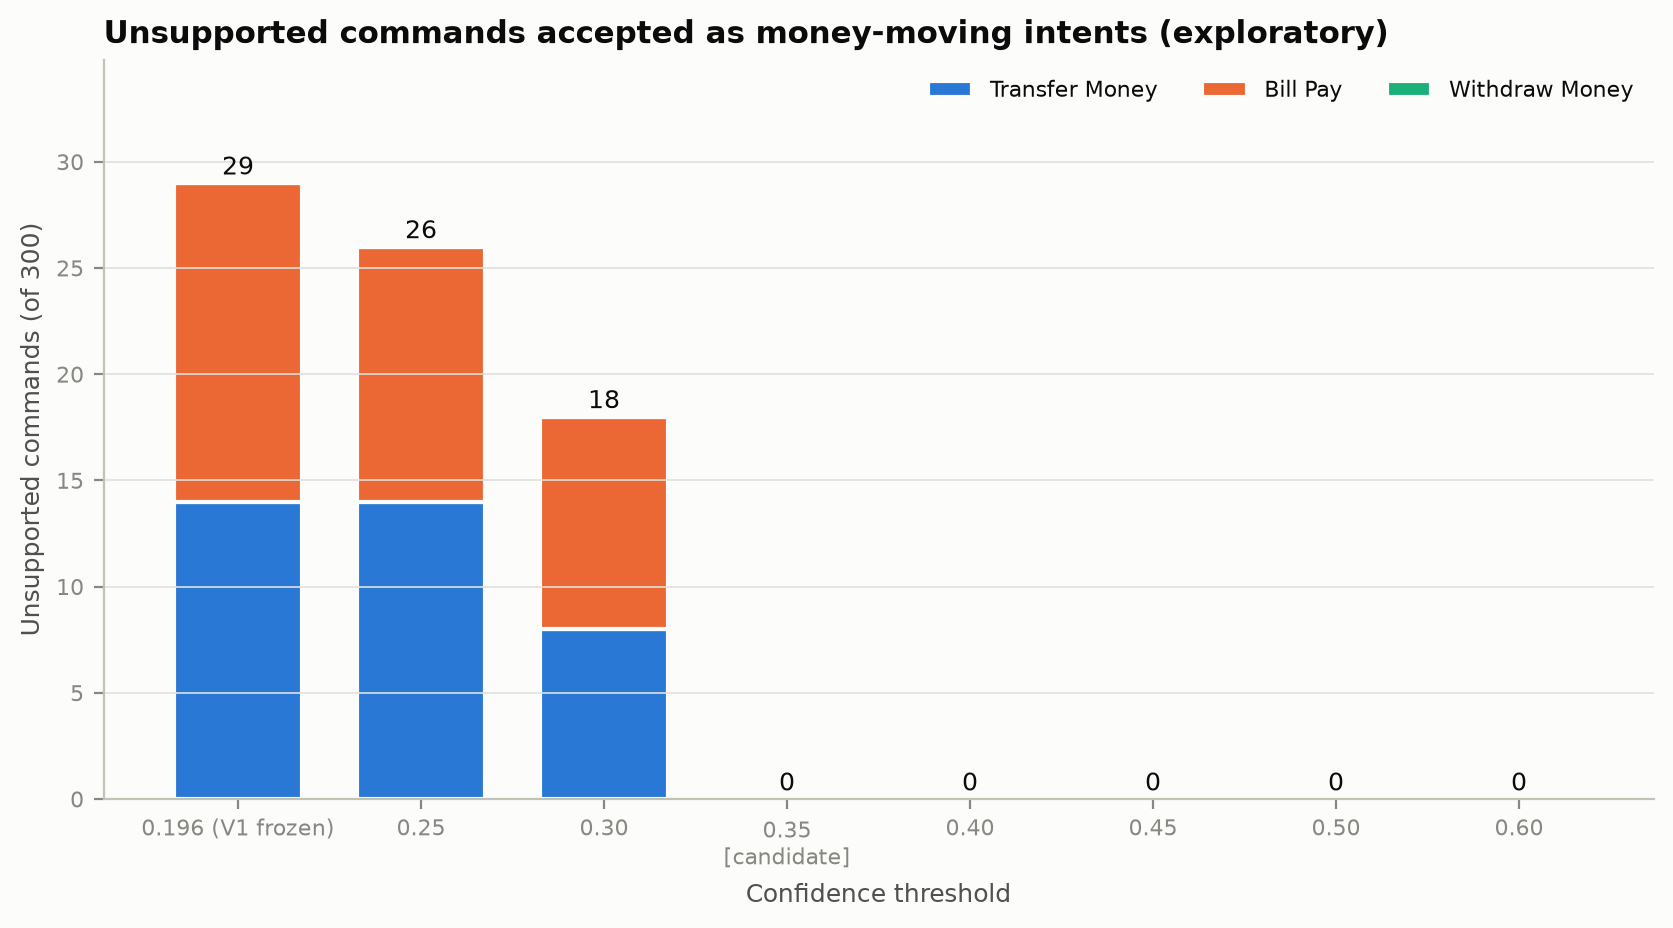 Unsupported commands accepted as money-moving intents (exploratory)
Transfer Money
Bill Pay
Withdraw Money
Unsupported commands (of 300)
30
25
20
15
10
5
0
29
26
18
0
0
0
0
0
0.196 (V1 frozen)
0.25
0.30
0.35
[candidate]
0.40
0.45
0.50
0.60
Confidence threshold